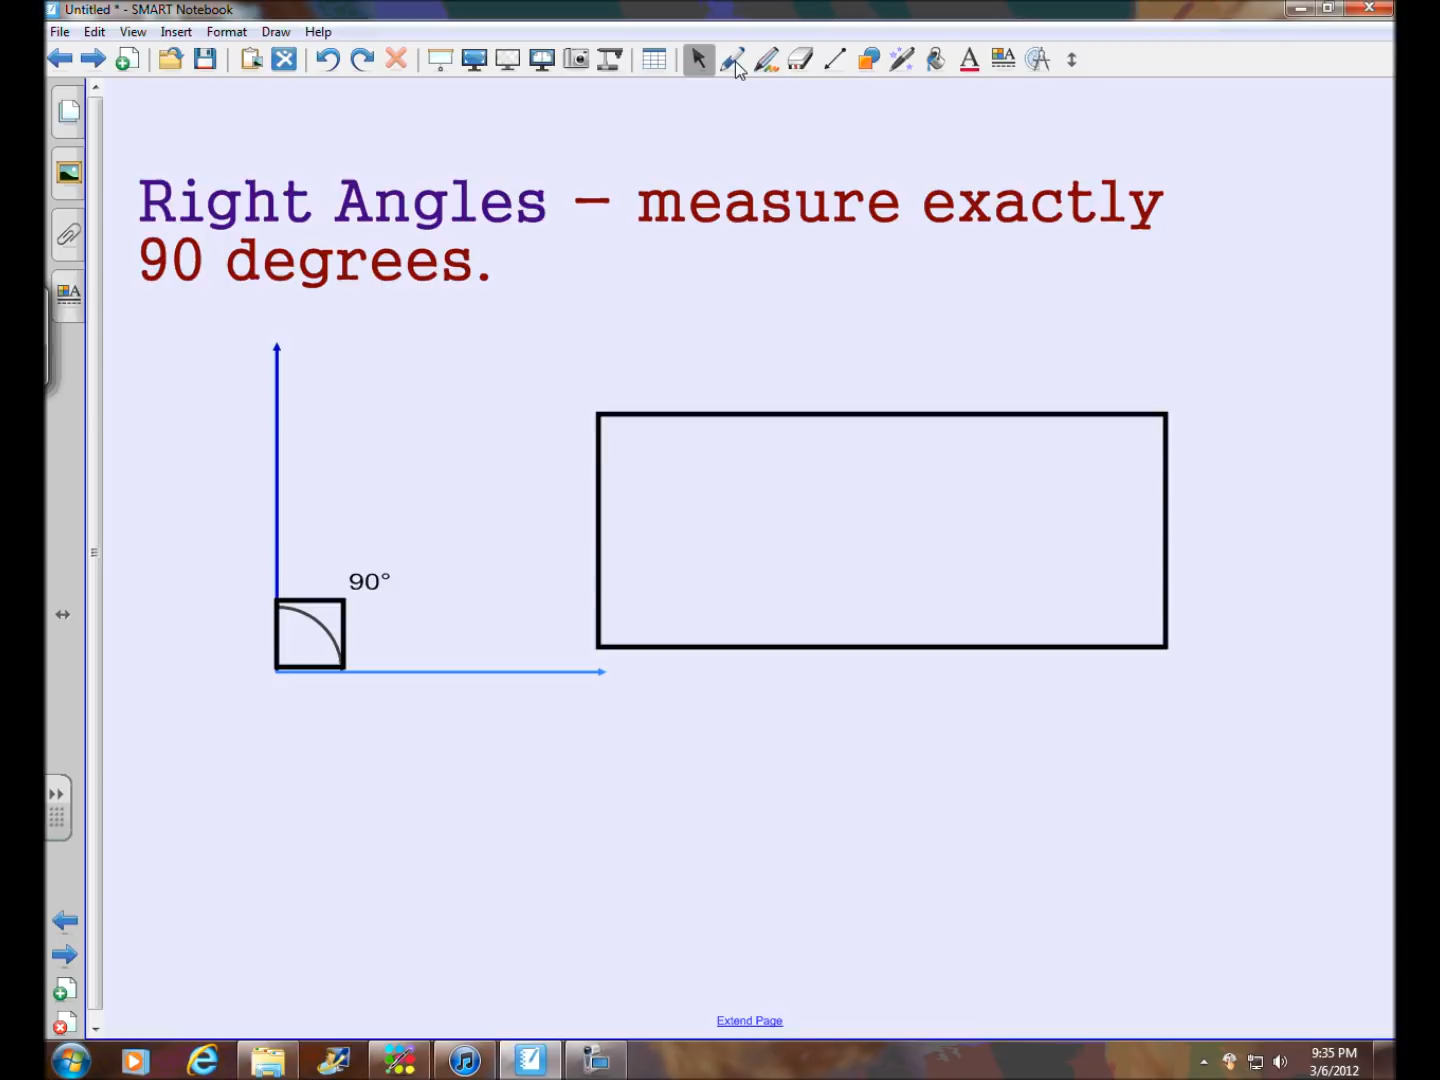 Untitled * - SMART Notebook
File Edit View Insert Format Draw Help
Right Angles – measure exactly
90 degrees.
90°
Extend Page
9:35 PM
3/6/2012